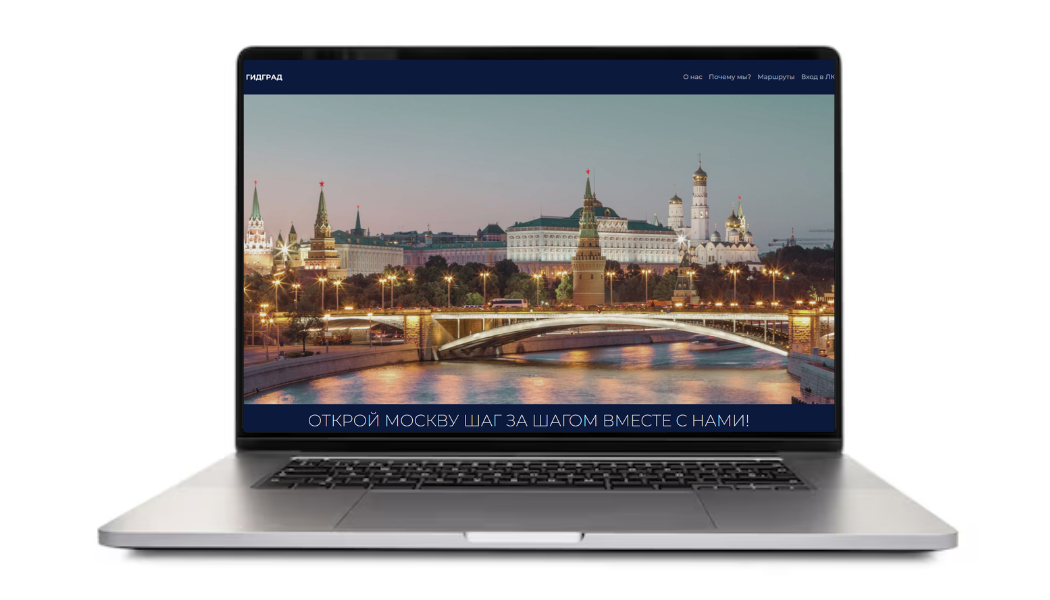 ГИДГРАД
О нас Почему мы? Маршруты Вход в ЛК
ОТКРОЙ МОСКВУ ШАГ ЗА ШАГОМ ВМЕСТЕ С НАМИ!